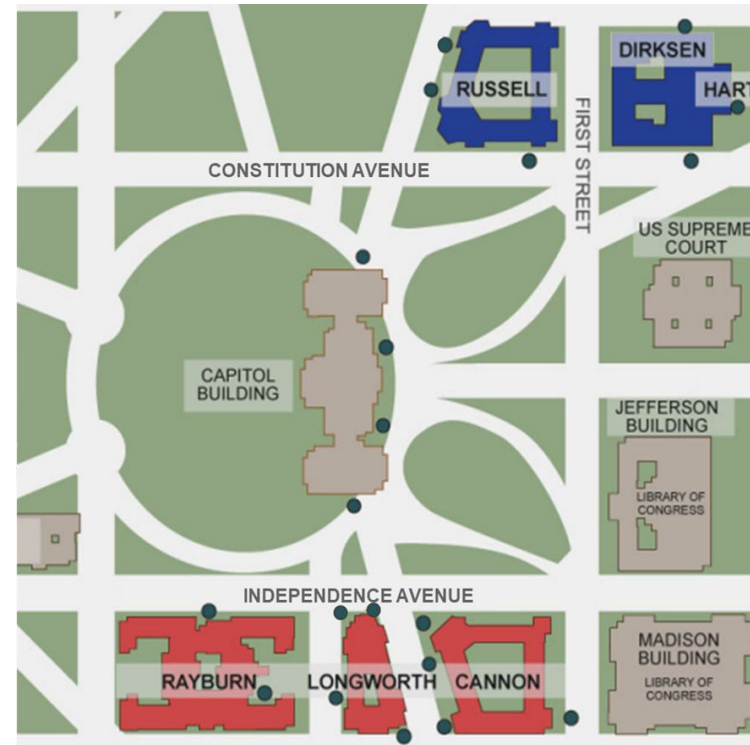 DIRKSEN
RUSSELL
HART
FIRST STREET
CONSTITUTION AVENUE
US SUPREME
COURT
CAPITOL
BUILDING
JEFFERSON
BUILDING
LIBRARY OF
CONGRESS
INDEPENDENCE AVENUE
MADISON
BUILDING
LIBRARY OF
CONGRESS
RAYBURN
LONGWORTH
CANNON